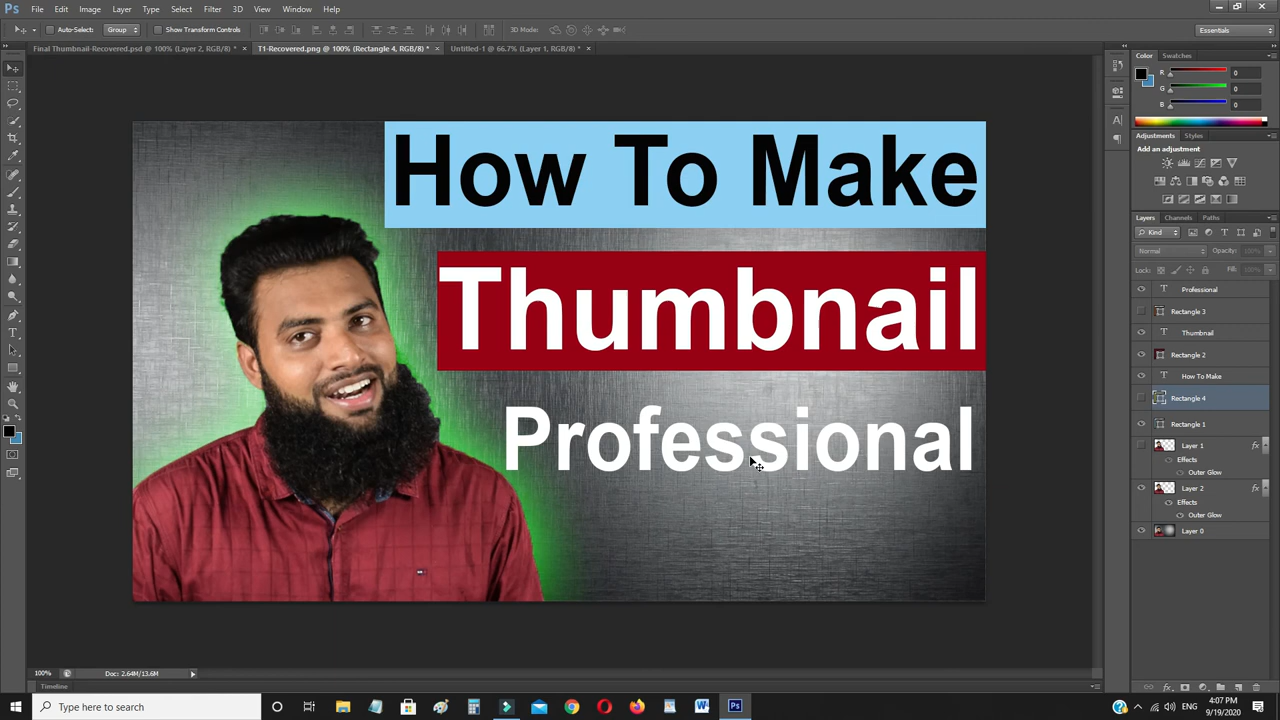 Ps File Edit Image Layer Type Select Filter 3D View Window Help
Auto-Select: Group Show Transform Controls 3D Mode: Essentials
Final Thumbnail-Recovered.psd @ 100% (Layer 2, RGB/8) * × T1-Recovered.png @ 100% (Rectangle 4, RGB/8) * × Untitled-1 @ 66.7% (Layer 1, RGB/8) * ×
Color Swatches
R 0
G 0
B 0
Adjustments Styles
Add an adjustment
Layers Channels Paths
Kind
Normal Opacity: 100%
Lock: Fill: 100%
Professional
Rectangle 3
Thumbnail
Rectangle 2
How To Make
Rectangle 4
Rectangle 1
Layer 1 fx
Effects
Outer Glow
Layer 2 fx
Effects
Outer Glow
Layer 0
How To Make
Thumbnail
Professional
100% Doc: 2.64M/13.6M
Timeline
Type here to search
ENG 4:07 PM
9/19/2020